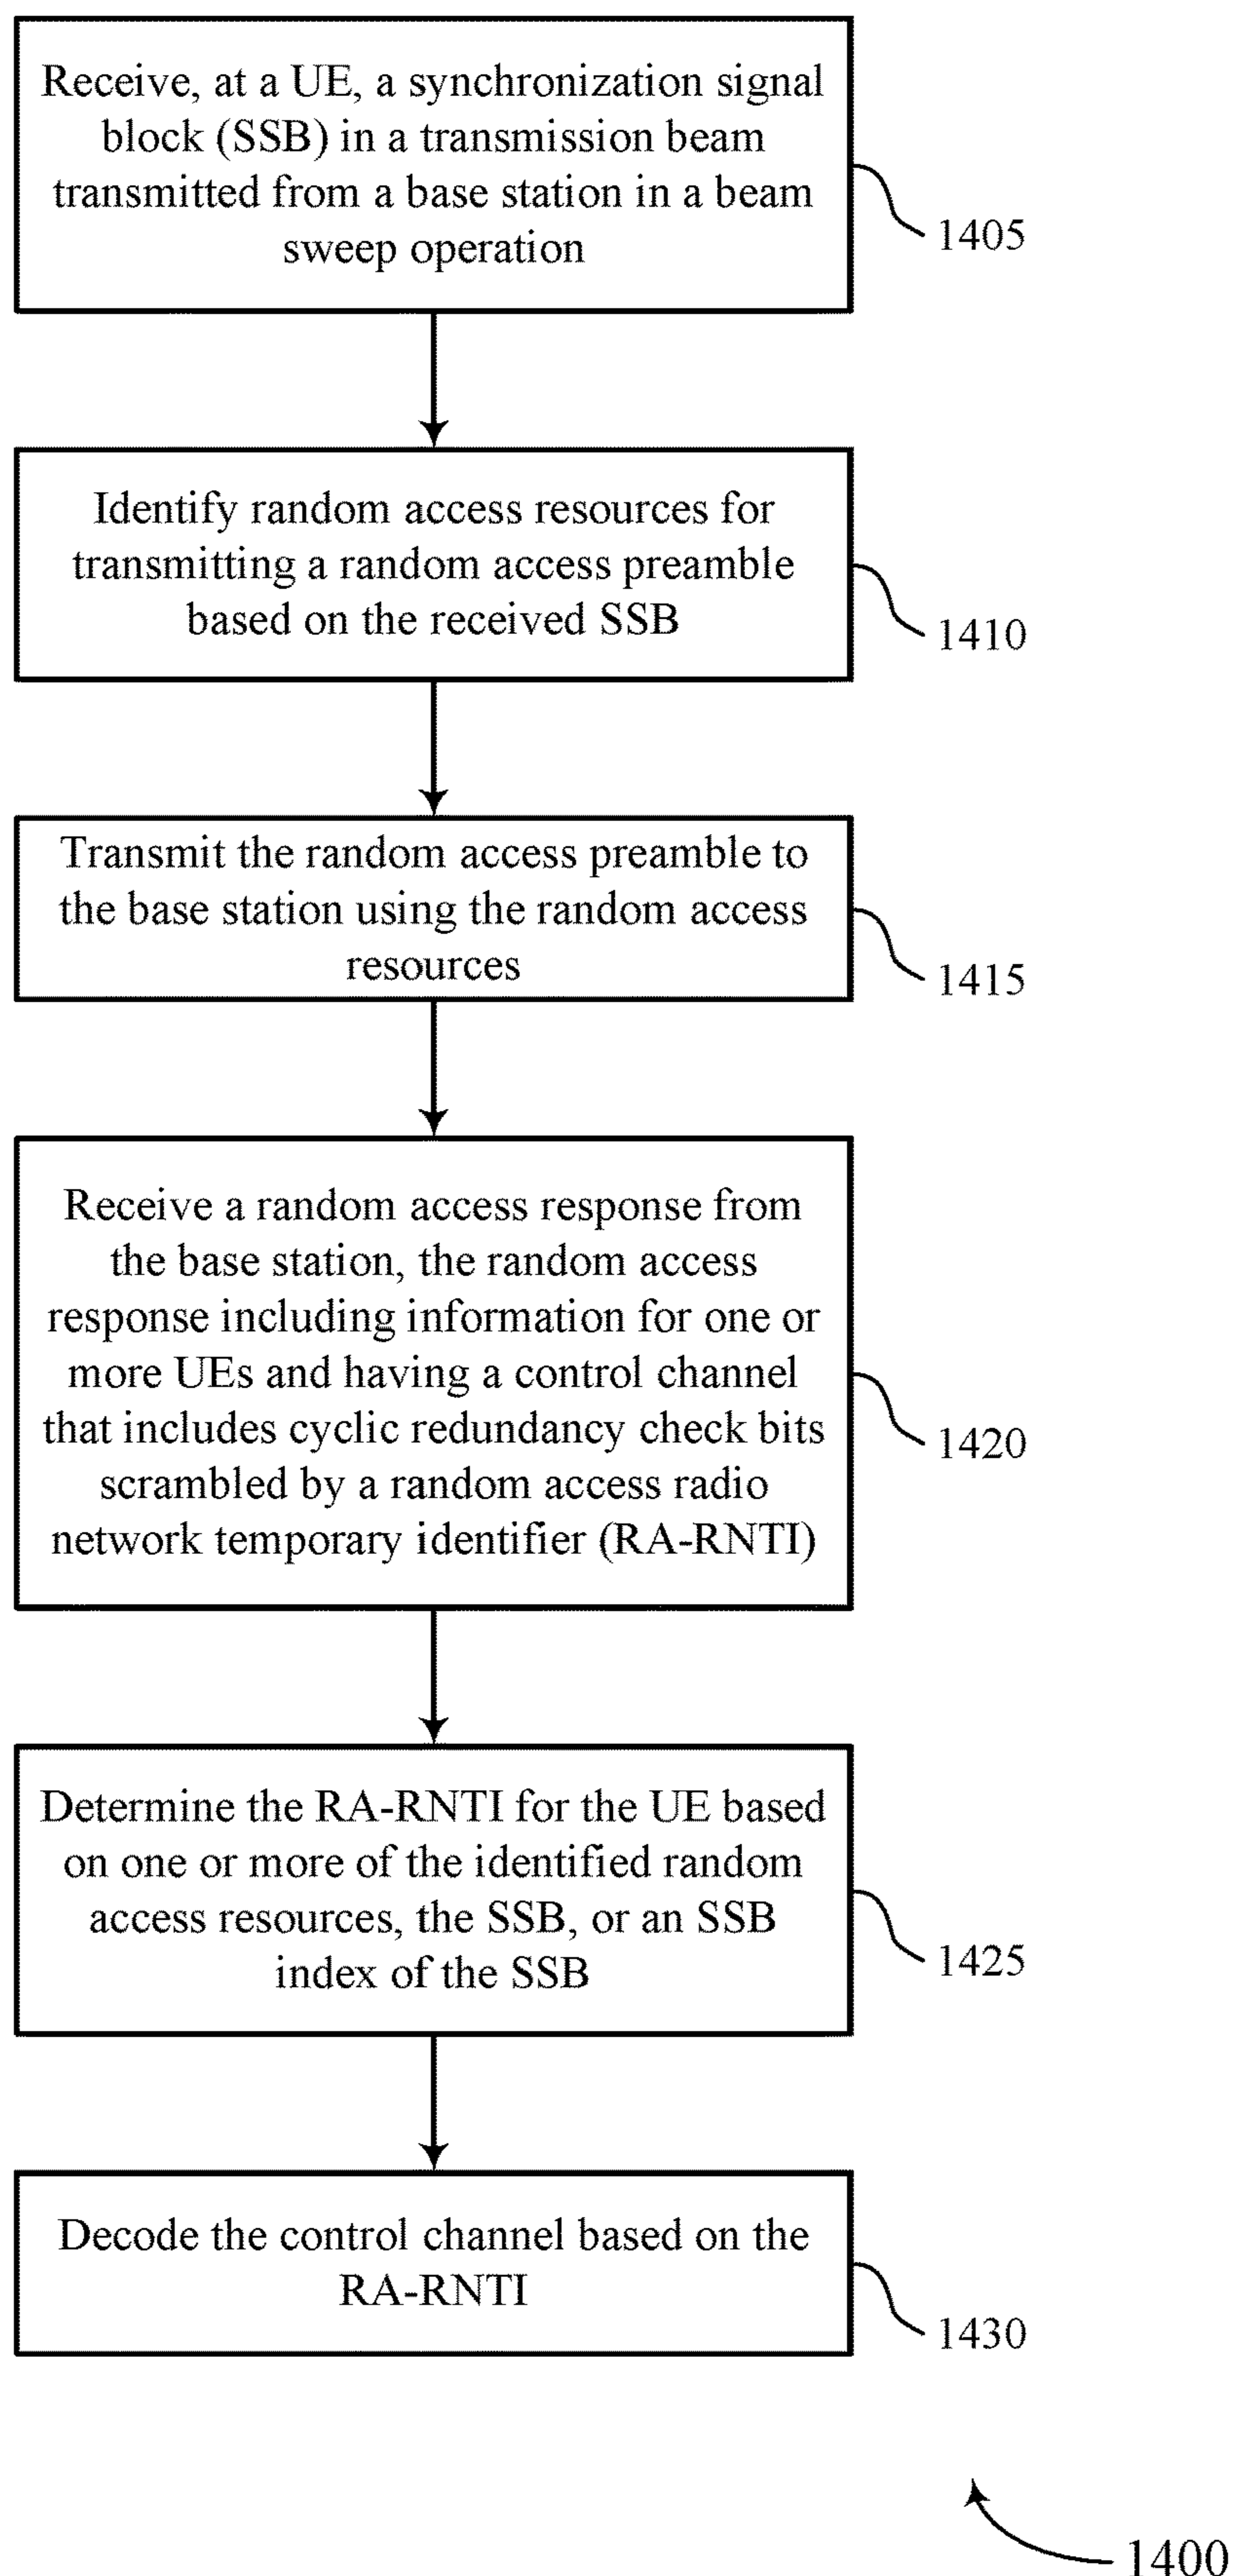 Receive, at a UE, a synchronization signal
block (SSB) in a transmission beam
transmitted from a base station in a beam
sweep operation
1405
Identify random access resources for
transmitting a random access preamble
based on the received SSB
1410
Transmit the random access preamble to
the base station using the random access
resources
1415
Receive a random access response from
the base station, the random access
response including information for one or
more UEs and having a control channel
that includes cyclic redundancy check bits
scrambled by a random access radio
network temporary identifier (RA-RNTI)
1420
Determine the RA-RNTI for the UE based
on one or more of the identified random
access resources, the SSB, or an SSB
index of the SSB
1425
Decode the control channel based on the
RA-RNTI
1430
1400